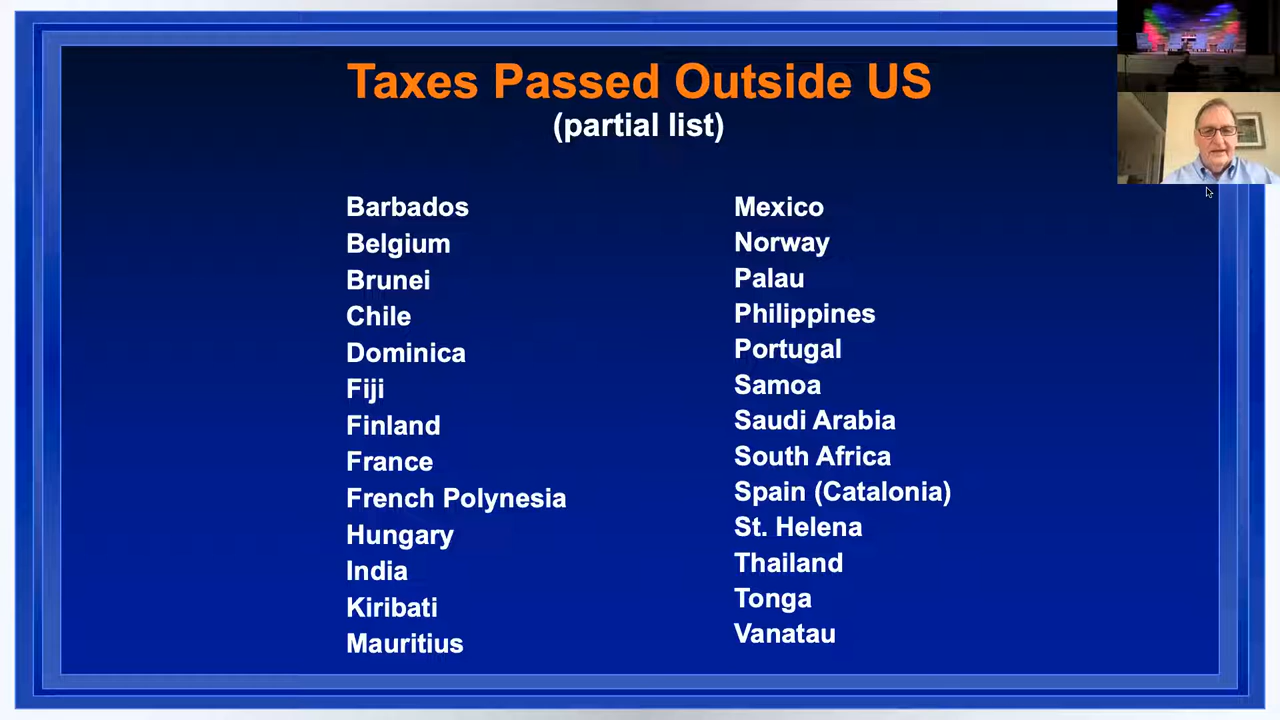 Taxes Passed Outside US
(partial list)
Barbados
Belgium
Brunei
Chile
Dominica
Fiji
Finland
France
French Polynesia
Hungary
India
Kiribati
Mauritius
Mexico
Norway
Palau
Philippines
Portugal
Samoa
Saudi Arabia
South Africa
Spain (Catalonia)
St. Helena
Thailand
Tonga
Vanatau